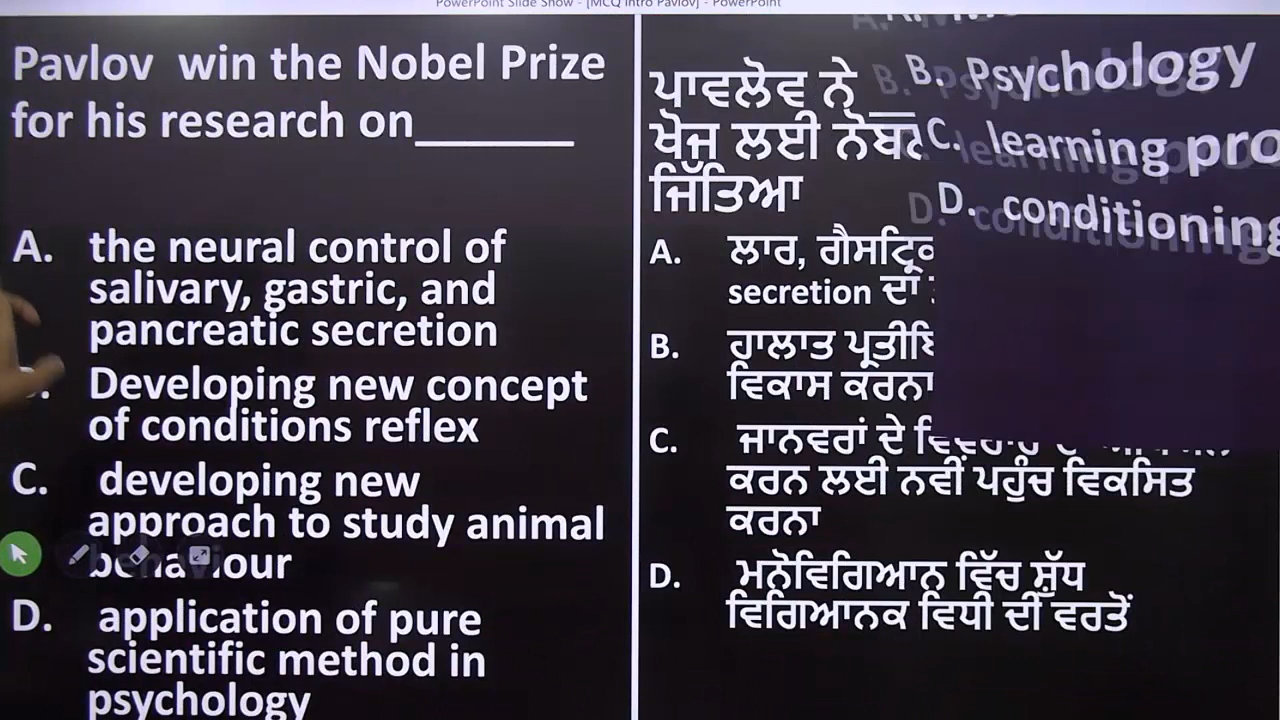 PowerPoint Slide Show - [MCQ Intro Pavlov] - PowerPoint
Pavlov win the Nobel Prize
for his research on_______
A. the neural control of
salivary, gastric, and
pancreatic secretion
Developing new concept
of conditions reflex
C. developing new
approach to study animal
D. application of pure
scientific method in
psychology
ਪਾਵਲੋਵ ਨੇ
ਖੋਜ ਲਈ
ਜਿੱਤਿਆ
A. ਲਾਰ,
secretion ਦਾ
B. ਹਾਲਾਤ
ਵਿਕਾਸ ਕਰਨਾ
C. ਜਾਨਵਰਾਂ ਦੇ
ਕਰਨ ਲਈ ਨਵੀਂ ਪਹੁੰਚ ਵਿਕਸਿਤ
ਕਰਨਾ
D. ਮਨੋਵਿਗਿਆਨ ਵਿੱਚ ਸ਼ੁੱਧ
ਵਿਗਿਆਨਕ ਵਿਧੀ ਦੀ ਵਰਤੋਂ
B. Psychology
C. learning
D. conditioning